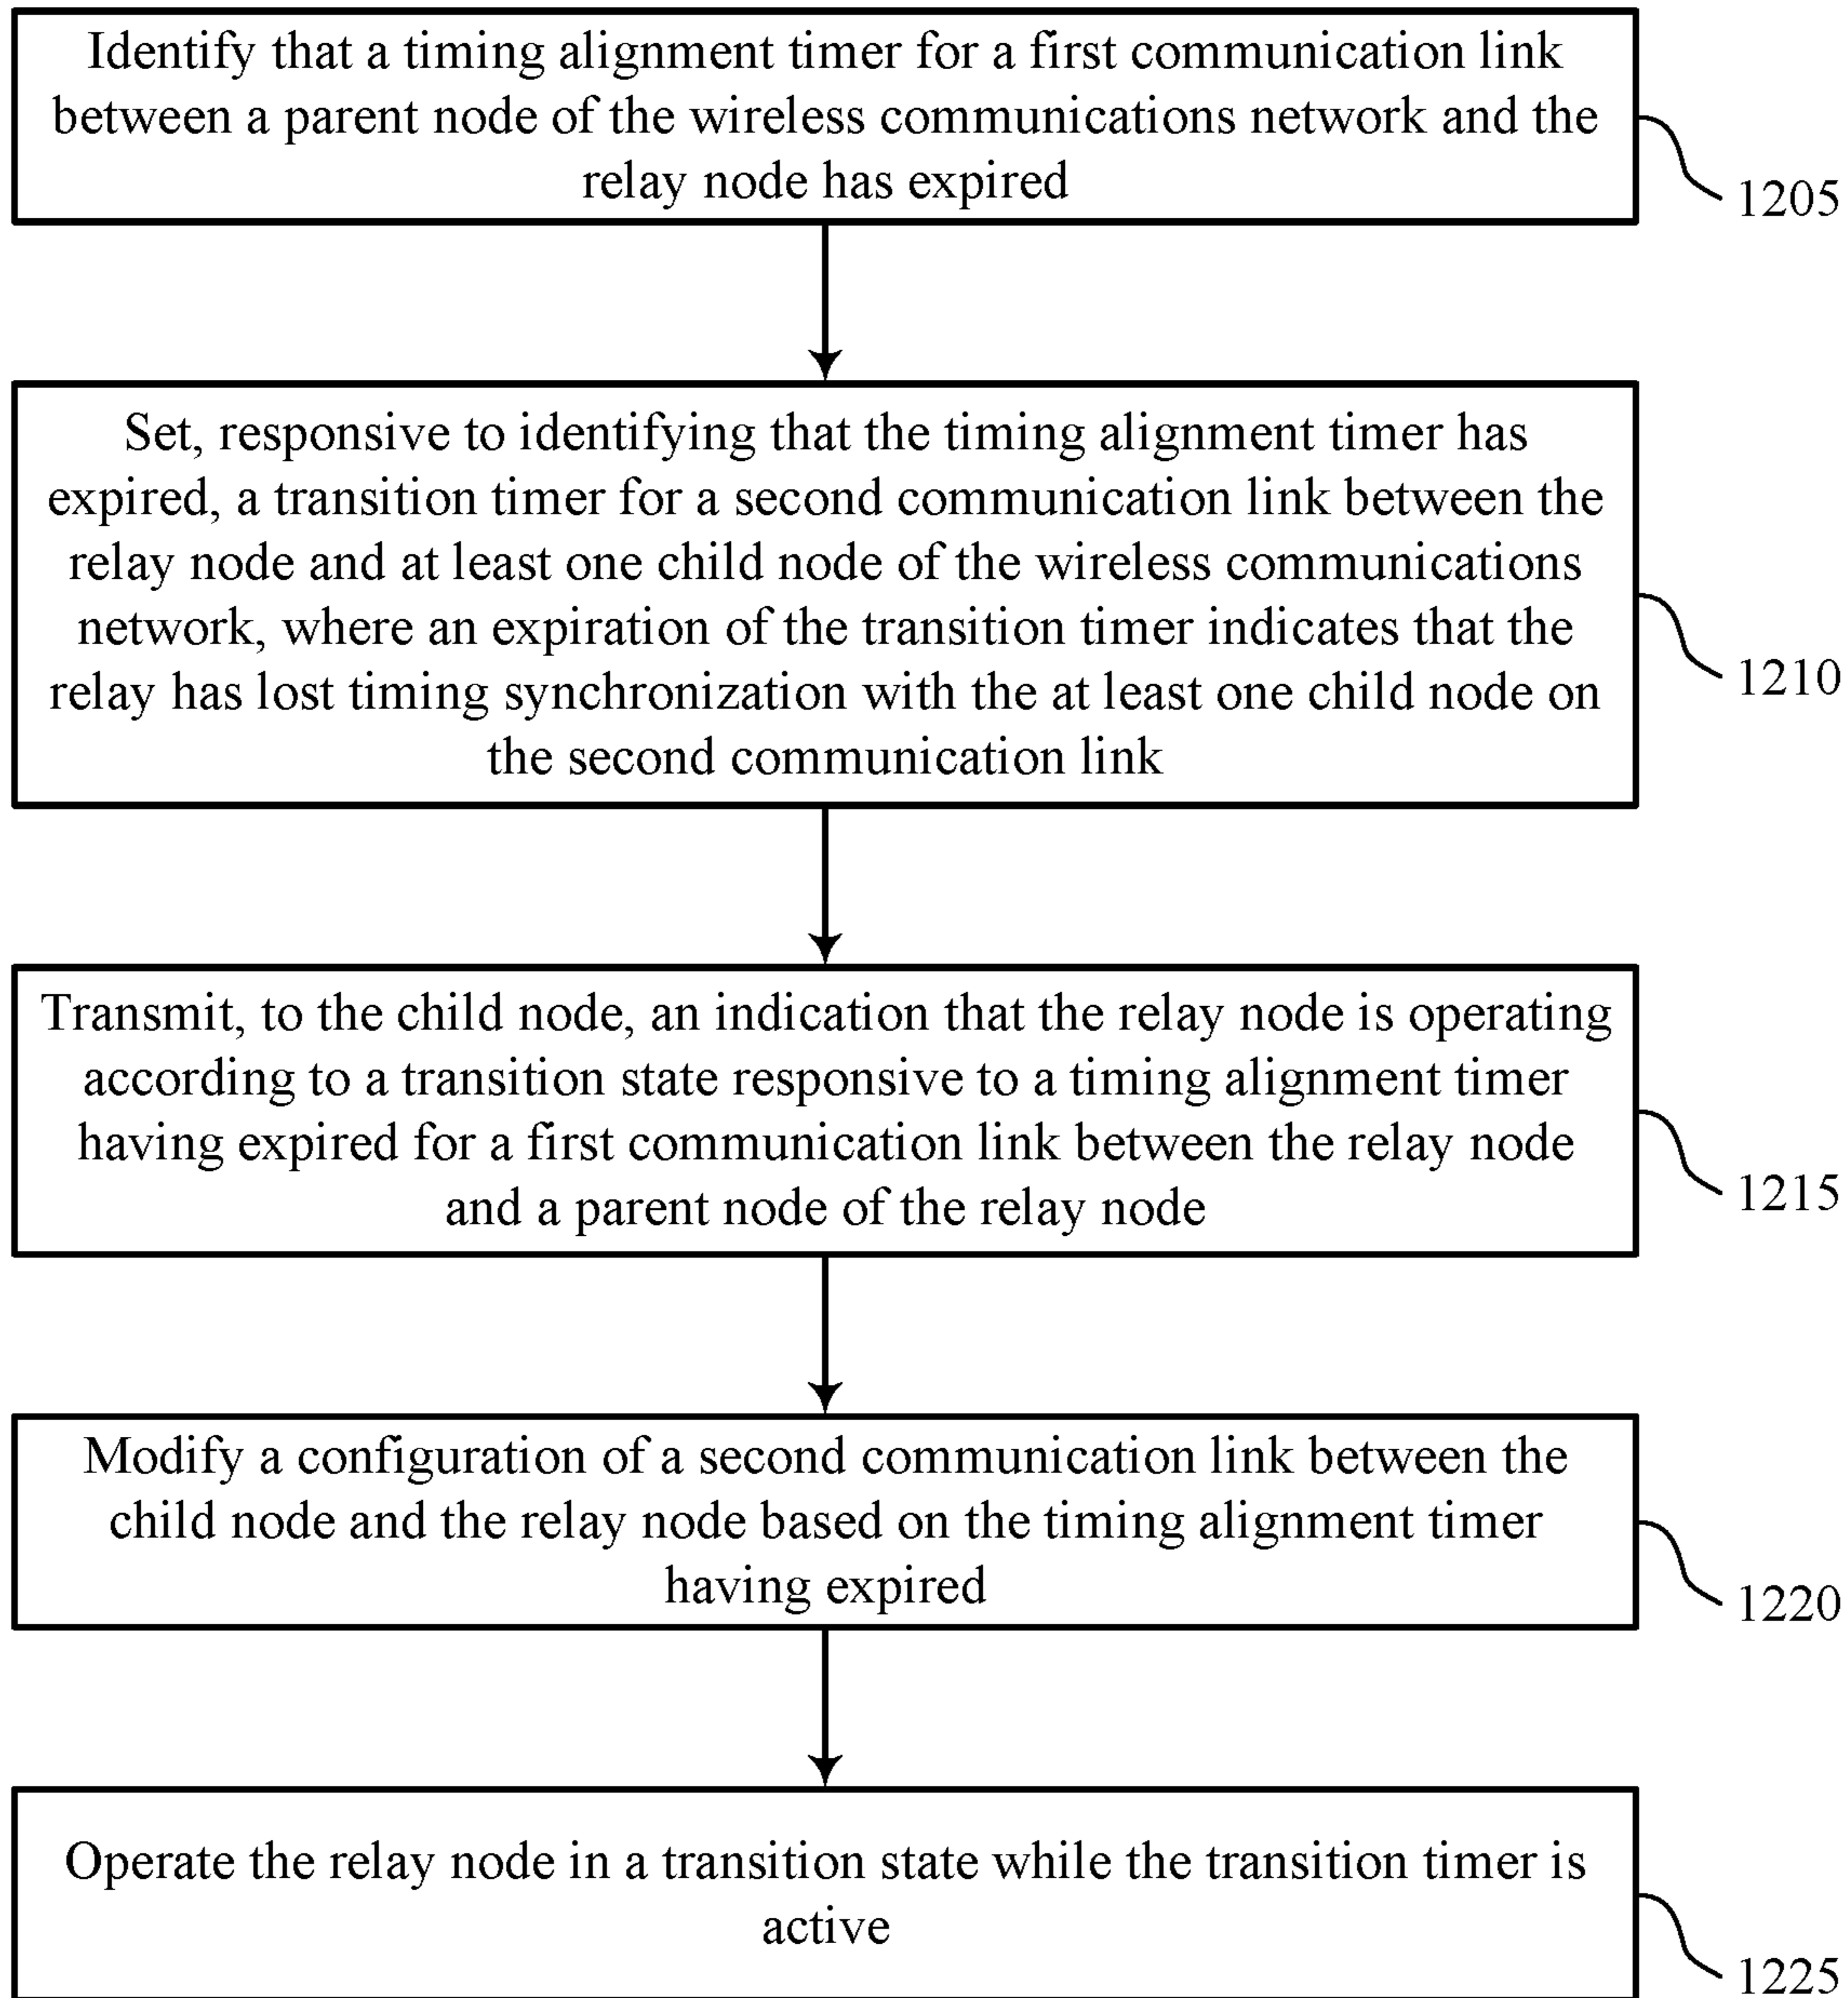 Identify that a timing alignment timer for a first communication link
between a parent node of the wireless communications network and the
relay node has expired
1205
Set, responsive to identifying that the timing alignment timer has
expired, a transition timer for a second communication link between the
relay node and at least one child node of the wireless communications
network, where an expiration of the transition timer indicates that the
relay has lost timing synchronization with the at least one child node on
the second communication link
1210
Transmit, to the child node, an indication that the relay node is operating
according to a transition state responsive to a timing alignment timer
having expired for a first communication link between the relay node
and a parent node of the relay node
1215
Modify a configuration of a second communication link between the
child node and the relay node based on the timing alignment timer
having expired
1220
Operate the relay node in a transition state while the transition timer is
active
1225